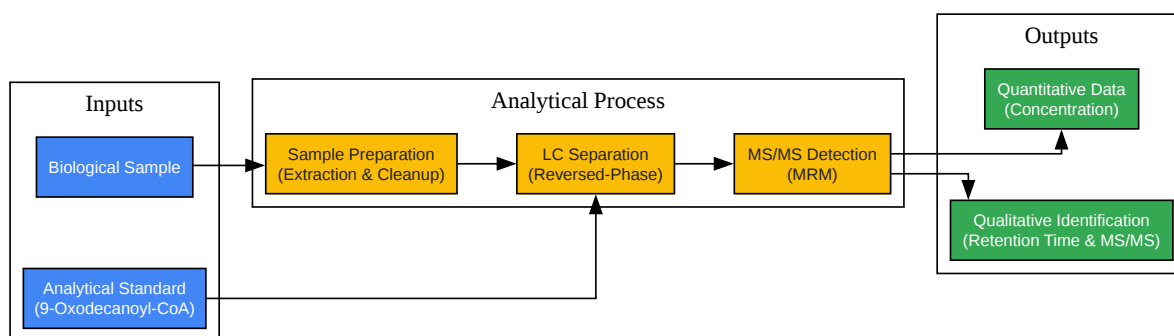 Inputs
Biological Sample
Analytical Standard
(9-Oxodecanoyl-CoA)
Analytical Process
Sample Preparation
(Extraction & Cleanup)
LC Separation
(Reversed-Phase)
MS/MS Detection
(MRM)
Outputs
Quantitative Data
(Concentration)
Qualitative Identification
(Retention Time & MS/MS)